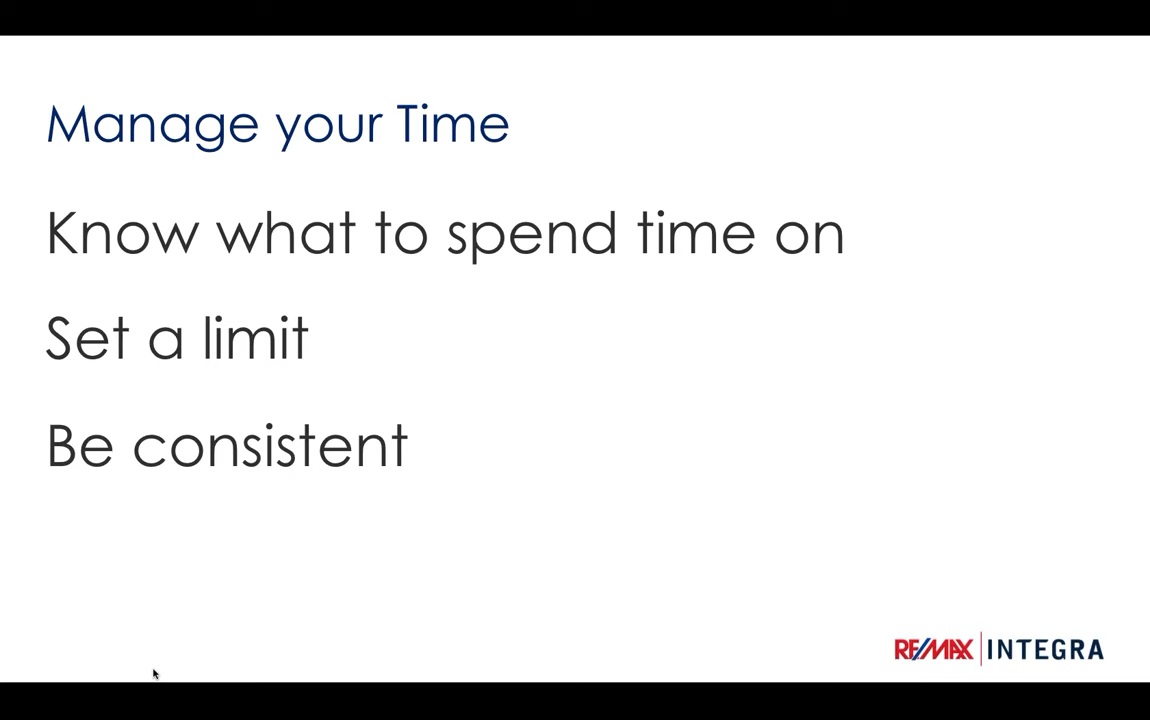 Manage your Time
Know what to spend time on
Set a limit
Be consistent
RE/MAX INTEGRA